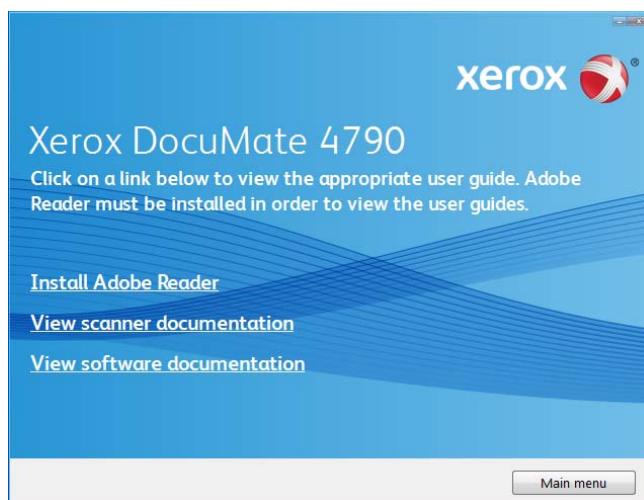 xerox ®
Xerox DocuMate 4790
Click on a link below to view the appropriate user guide. Adobe
Reader must be installed in order to view the user guides.
Install Adobe Reader
View scanner documentation
View software documentation
Main menu